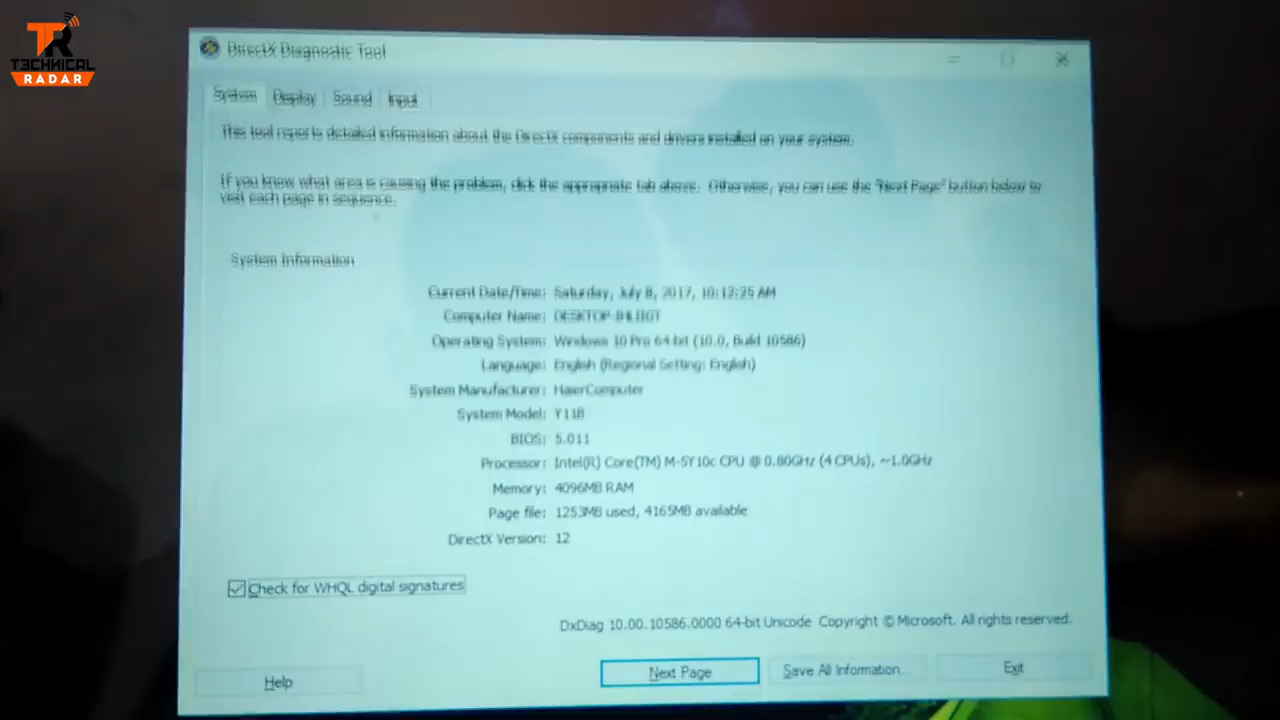 TR
T3CHNICAL
RADAR
DirectX Diagnostic Tool
System Display Sound Input
This tool reports detailed information about the DirectX components and drivers installed on your system.
If you know what area is causing the problem, click the appropriate tab above. Otherwise, you can use the "Next Page" button below to
visit each page in sequence.
System Information
Current Date/Time: Saturday, July 8, 2017, 10:12:25 AM
Computer Name:
Operating System: Windows 10 Pro 64-bit (10.0, Build 10586)
Language: English (Regional Setting: English)
System Manufacturer: HaierComputer
System Model: Y11B
BIOS: 5.011
Processor: Intel(R) Core(TM) M-5Y10c CPU @ 0.80GHz (4 CPUs), ~1.0GHz
Memory: 4096MB RAM
Page file: 1253MB used, 4165MB available
DirectX Version: 12
Check for WHQL digital signatures
DxDiag 10.00.10586.0000 64-bit Unicode Copyright © Microsoft. All rights reserved.
Help Next Page Save All Information... Exit